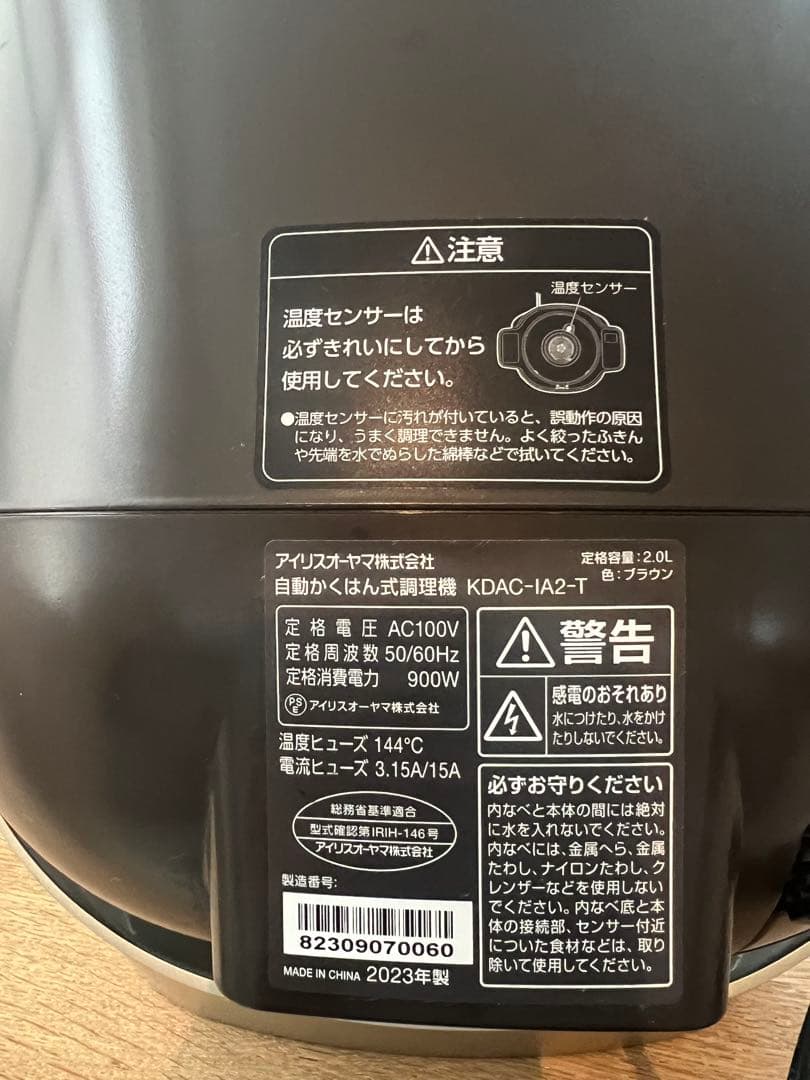 ⚠注意
温度センサー
温度センサーは
必ずきれいにしてから
使用してください。
●温度センサーに汚れが付いていると、誤動作の原因
になり、うまく調理できません。よく絞ったふきん
や先端を水でぬらした綿棒などで拭いてください。
アイリスオーヤマ株式会社
定格容量:2.0L
自動かくはん式調理機 KDAC-IA2-T
色:ブラウン
定格電圧 AC100V
定格周波数 50/60Hz
定格消費電力 900W
PSE アイリスオーヤマ株式会社
温度ヒューズ 144℃
電流ヒューズ 3.15A/15A
総務省基準適合
型式確認第IRIH-146号
アイリスオーヤマ株式会社
製造番号:
82309070060
MADE IN CHINA 2023年製
⚠警告
感電のおそれあり
水につけたり、水をかけ
たりしないでください。
必ずお守りください
内なべと本体の間には絶対
に水を入れないでください。
内なべには、金属へら、金属
たわし、ナイロンたわし、ク
レンザーなどを使用しない
でください。内なべ底と本
体の接続部、センサー付近
についた食材などは、取り
除いて使用してください。